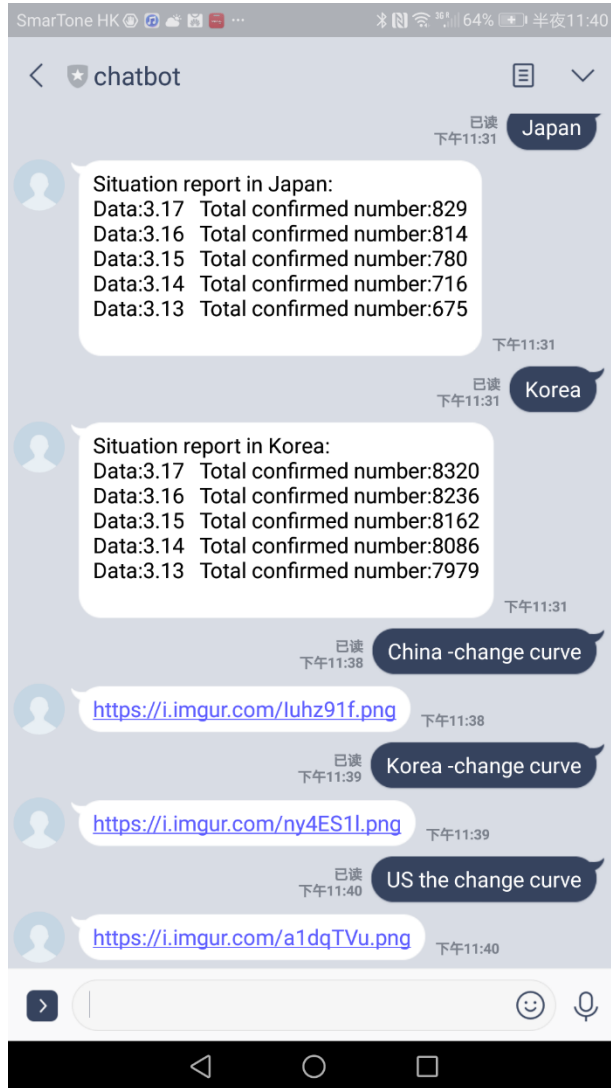 SmarTone HK ... 64% 半夜11:40
chatbot
已读
下午11:31
Japan
Situation report in Japan:
Data:3.17 Total confirmed number:829
Data:3.16 Total confirmed number:814
Data:3.15 Total confirmed number:780
Data:3.14 Total confirmed number:716
Data:3.13 Total confirmed number:675
下午11:31
已读
下午11:31
Korea
Situation report in Korea:
Data:3.17 Total confirmed number:8320
Data:3.16 Total confirmed number:8236
Data:3.15 Total confirmed number:8162
Data:3.14 Total confirmed number:8086
Data:3.13 Total confirmed number:7979
下午11:31
已读
下午11:38
China -change curve
https://i.imgur.com/Iuhz91f.png
下午11:38
已读
下午11:39
Korea -change curve
https://i.imgur.com/ny4ES1l.png
下午11:39
已读
下午11:40
US the change curve
https://i.imgur.com/a1dqTVu.png
下午11:40